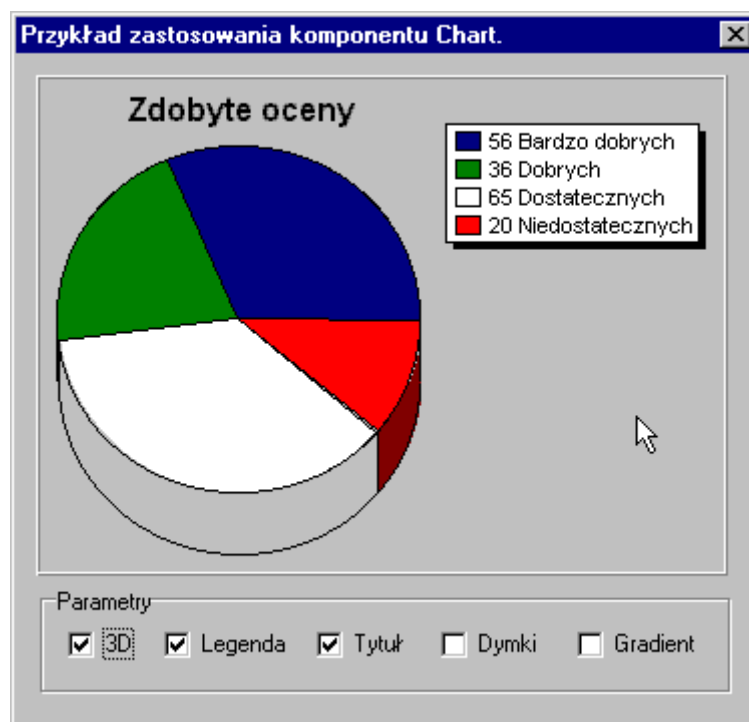 Przykład zastosowania komponentu Chart.
Zdobyte oceny
56 Bardzo dobrych
36 Dobrych
65 Dostatecznych
20 Niedostatecznych
Parametry
3D Legenda Tytuł Dymki Gradient